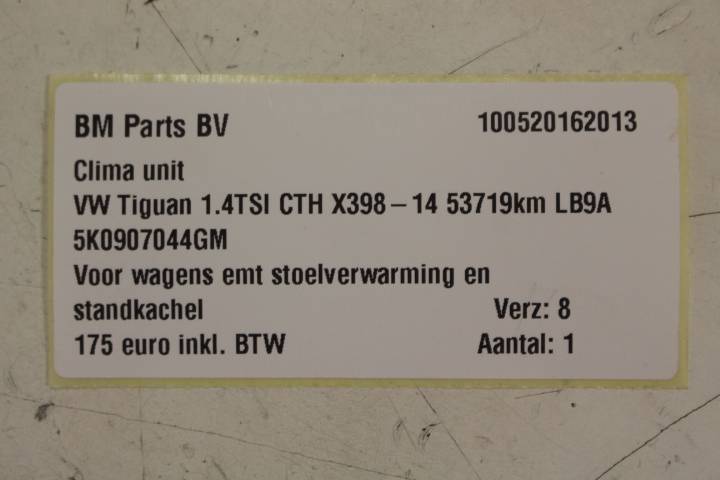 BM Parts BV 100520162013
Clima unit
VW Tiguan 1.4TSI CTH X398-14 53719km LB9A
5K0907044GM
Voor wagens emt stoelverwarming en
standkachel Verz: 8
175 euro inkl. BTW Aantal: 1